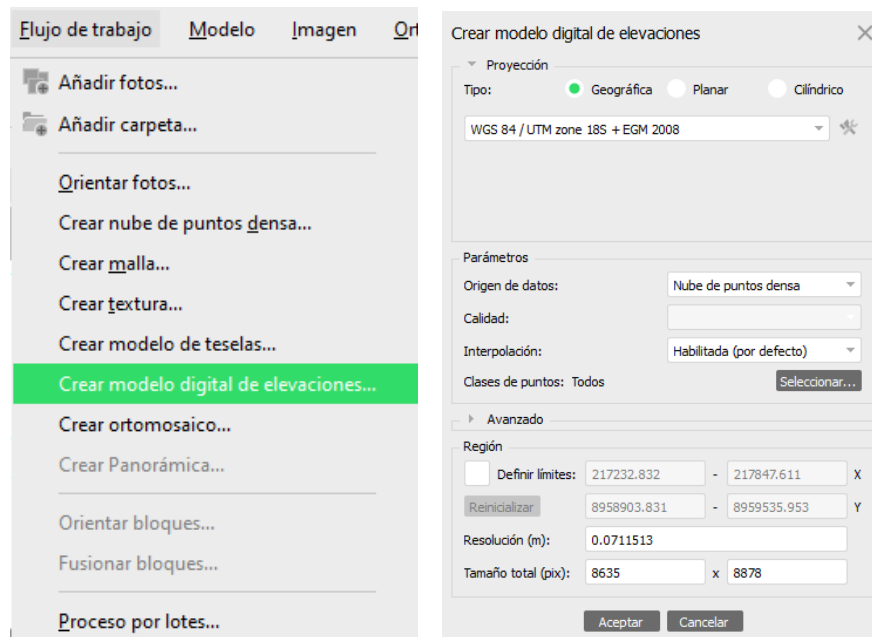 Flujo de trabajo Modelo Imagen Ort
Añadir fotos...
Añadir carpeta...
Orientar fotos...
Crear nube de puntos densa...
Crear malla...
Crear textura...
Crear modelo de teselas...
Crear modelo digital de elevaciones...
Crear ortomosaico...
Crear Panorámica...
Orientar bloques...
Fusionar bloques...
Proceso por lotes...
Crear modelo digital de elevaciones
Proyección
Tipo: Geográfica Planar Cilíndrico
WGS 84 / UTM zone 18S + EGM 2008
Parámetros
Origen de datos: Nube de puntos densa
Calidad:
Interpolación: Habilitada (por defecto)
Clases de puntos: Todos Seleccionar...
Avanzado
Región
Definir límites: 217232.832 - 217847.611 X
Reinicializar 8958903.831 - 8959535.953 Y
Resolución (m): 0.0711513
Tamaño total (pix): 8635 x 8878
Aceptar Cancelar